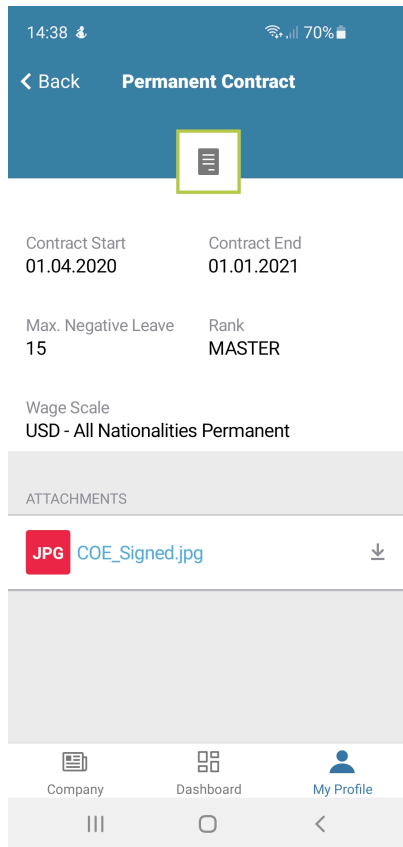 14:38 70%
Back Permanent Contract
Contract Start Contract End
01.04.2020 01.01.2021
Max. Negative Leave Rank
15 MASTER
Wage Scale
USD - All Nationalities Permanent
ATTACHMENTS
JPG COE_Signed.jpg
Company Dashboard My Profile